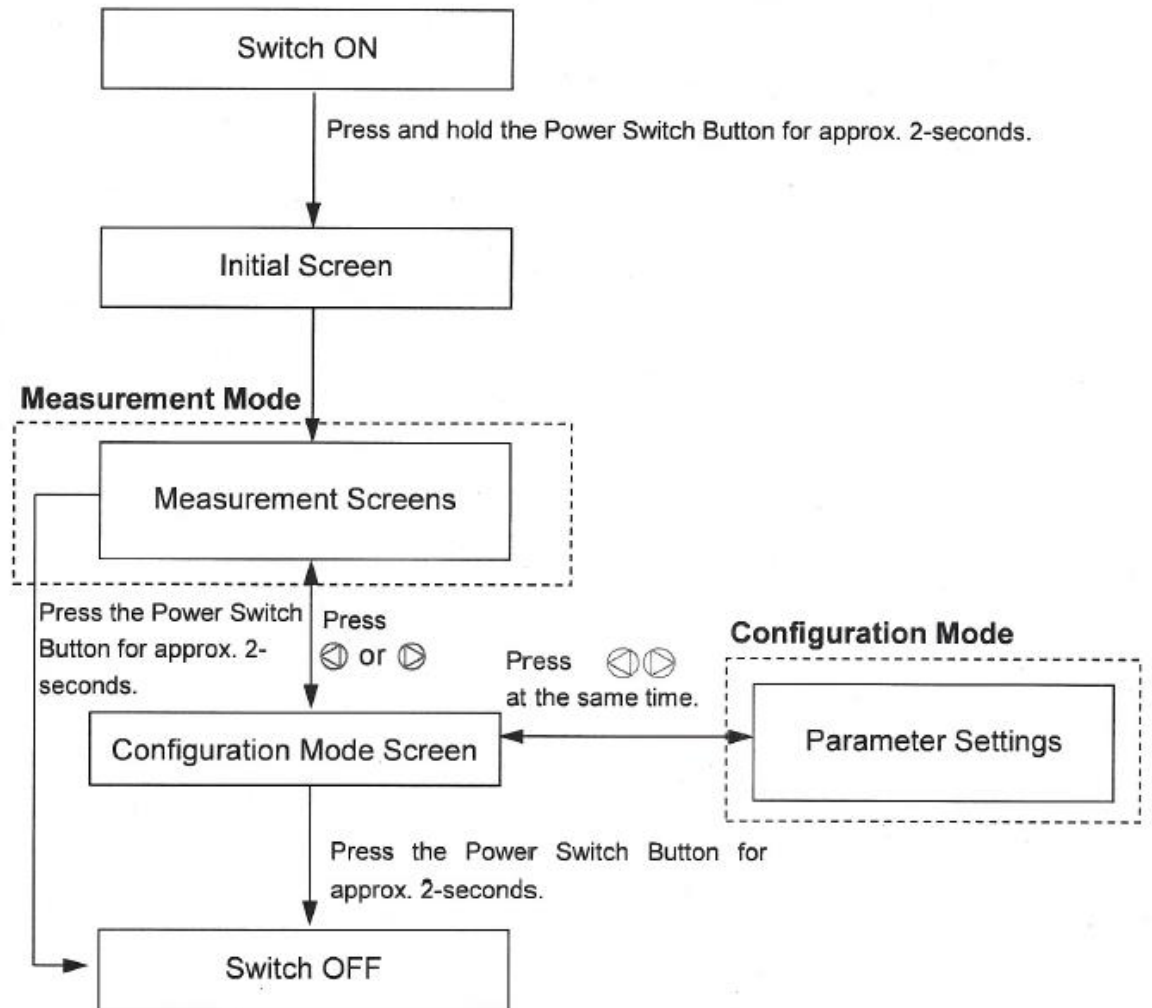 Switch ON
Press and hold the Power Switch Button for approx. 2-seconds.
Initial Screen
Measurement Mode
Measurement Screens
Press the Power Switch
Button for approx. 2-
seconds.
Press
or
Configuration Mode
Press
at the same time.
Configuration Mode Screen
Parameter Settings
Press the Power Switch Button for
approx. 2-seconds.
Switch OFF